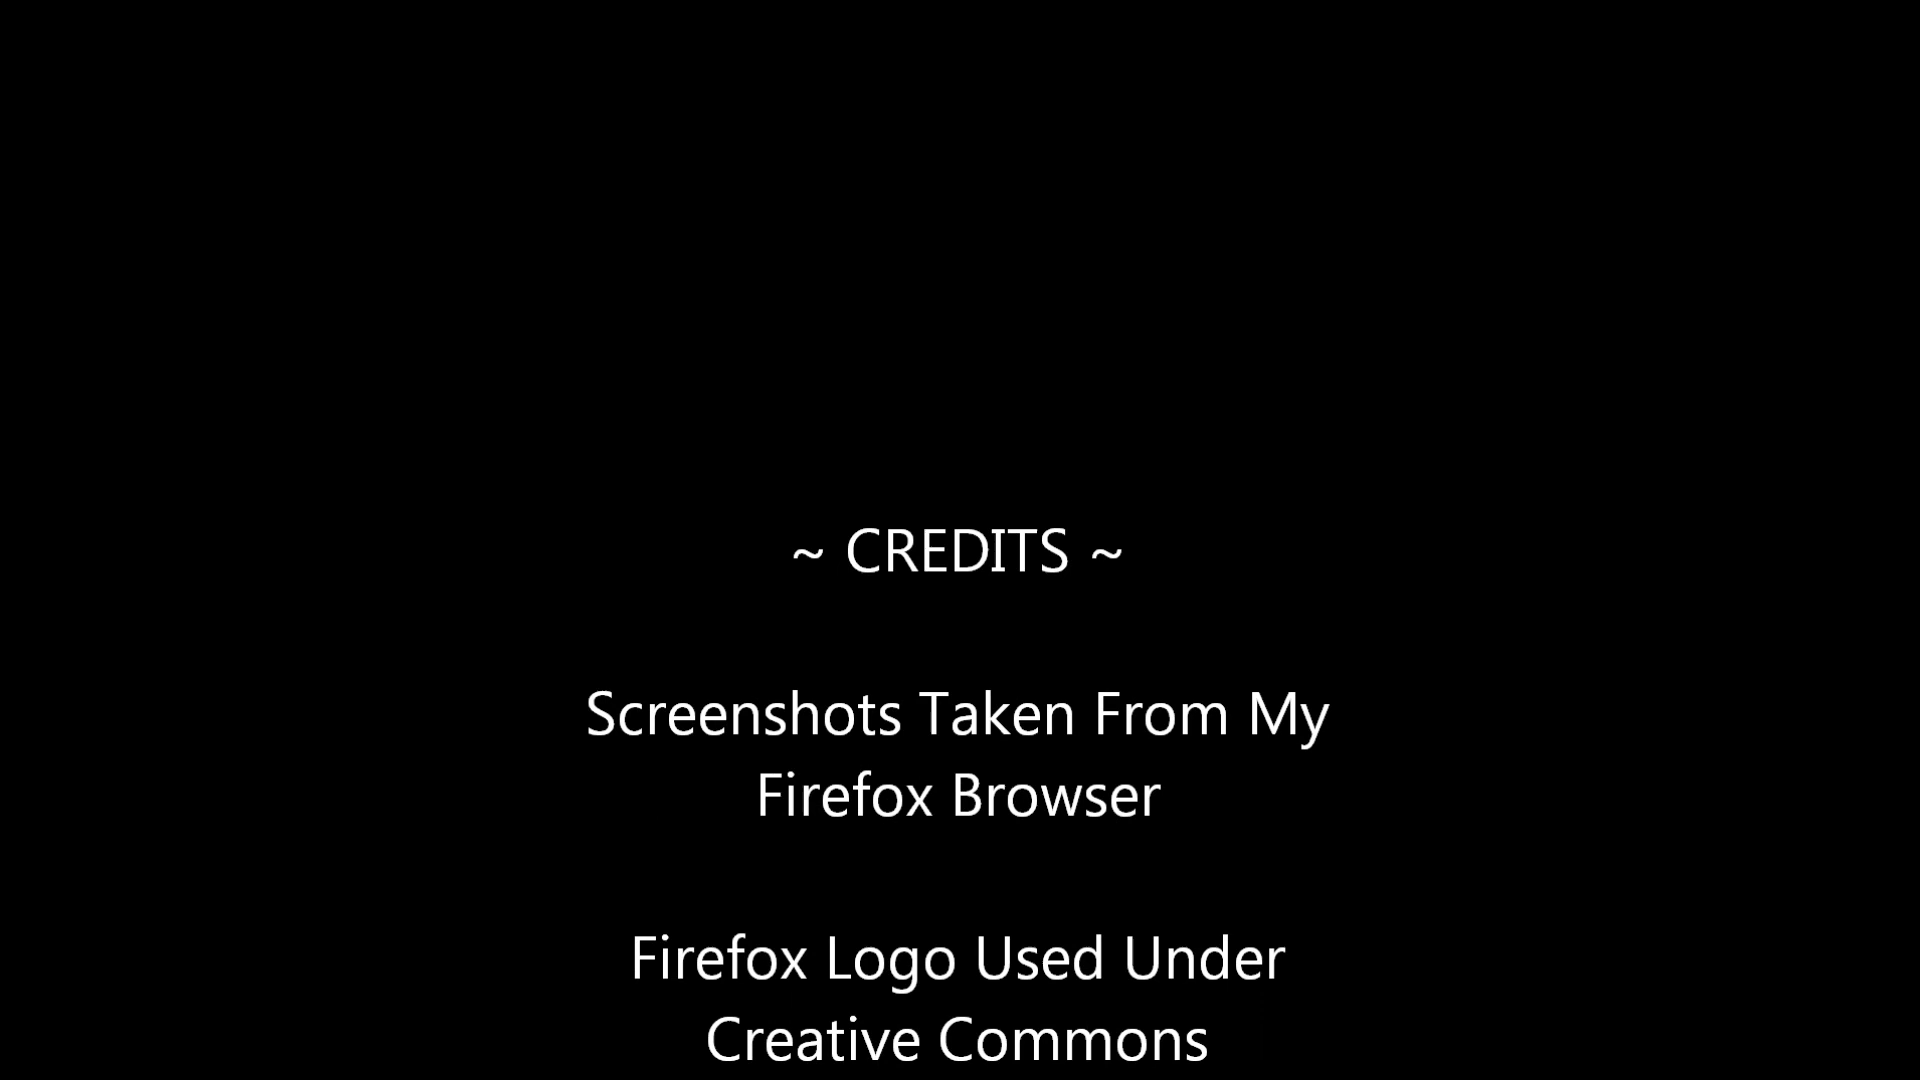 ~ CREDITS ~
Screenshots Taken From My
Firefox Browser
Firefox Logo Used Under
Creative Commons